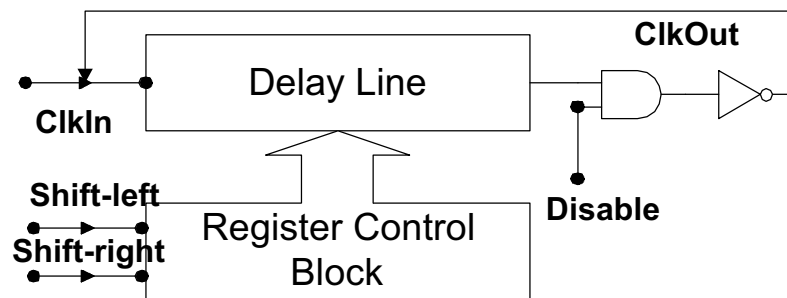 ClkOut
Delay Line
ClkIn
Shift-left
Disable
Shift-right
Register Control
Block